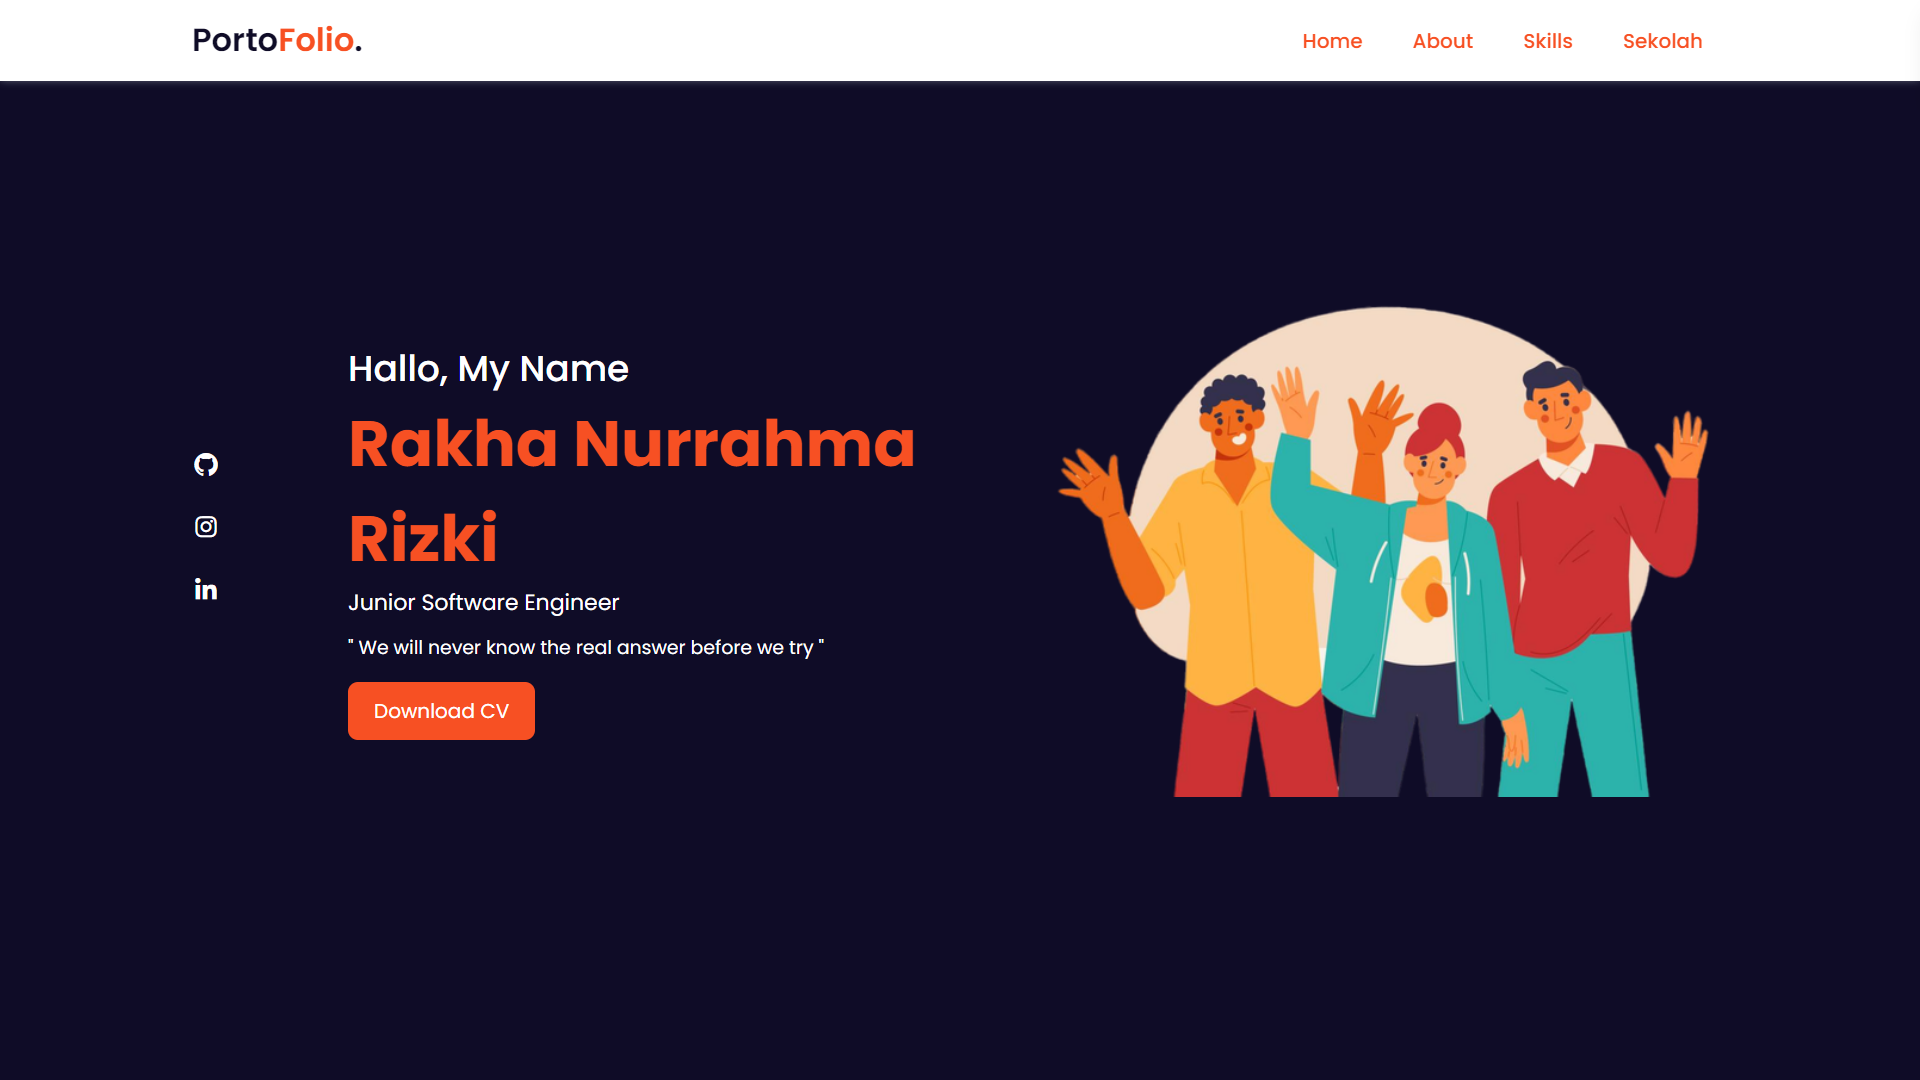 PortoFolio.
Home About Skills Sekolah
Hallo, My Name
Rakha Nurrahma
Rizki
Junior Software Engineer
" We will never know the real answer before we try "
Download CV